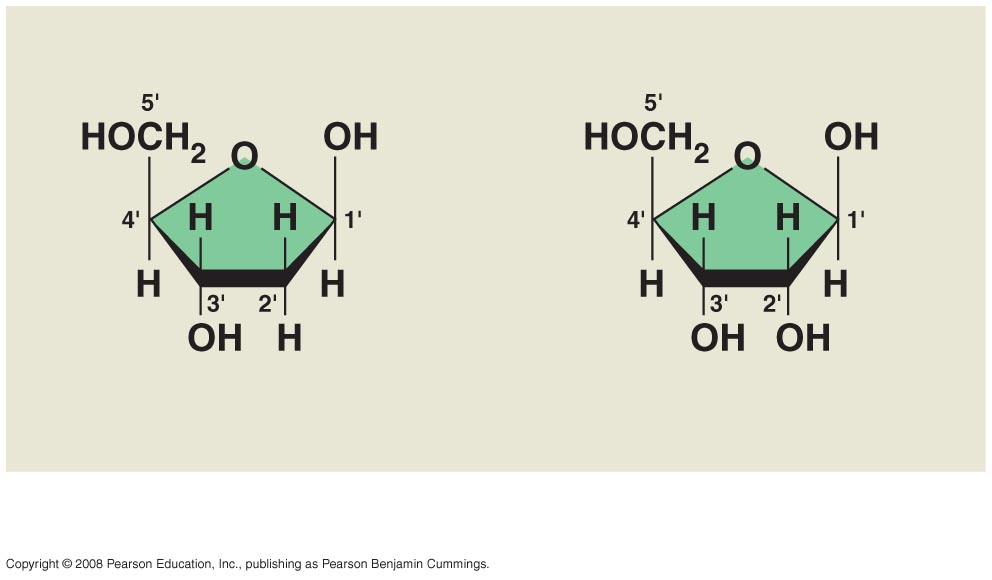 5' 5'
HOCH2 O OH HOCH2 O OH
4' H H 1' 4' H H 1'
H H H H
3' 2' 3' 2'
OH H OH OH
Copyright © 2008 Pearson Education, Inc., publishing as Pearson Benjamin Cummings.